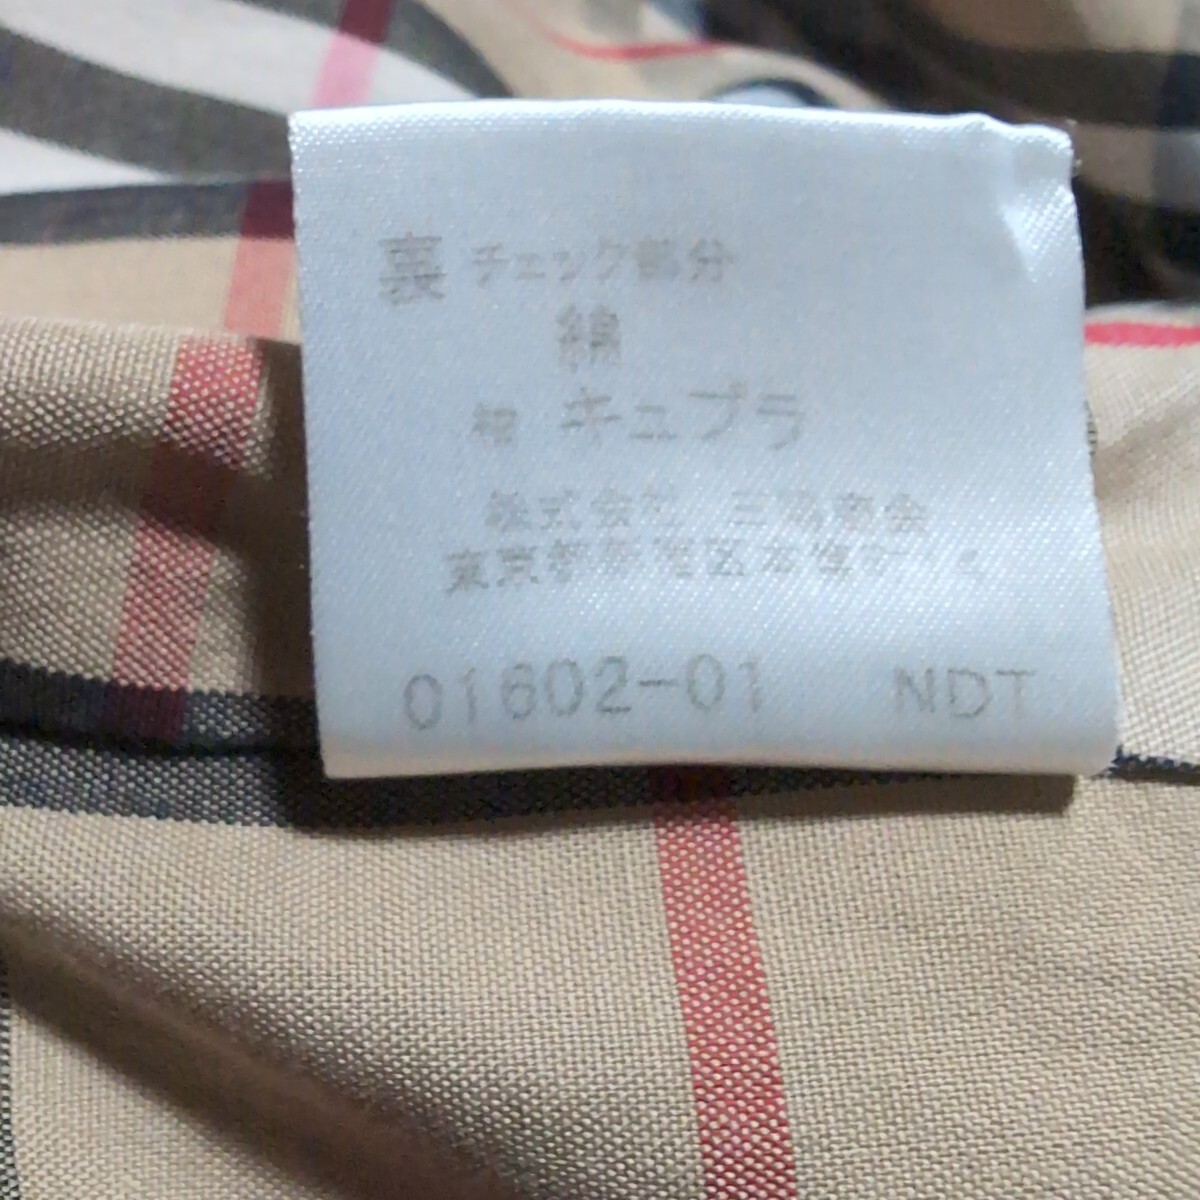 裏 チェック部分
綿
キュプラ
株式会社 三陽商会
東京都新宿区本塩町
01602-01 NDT